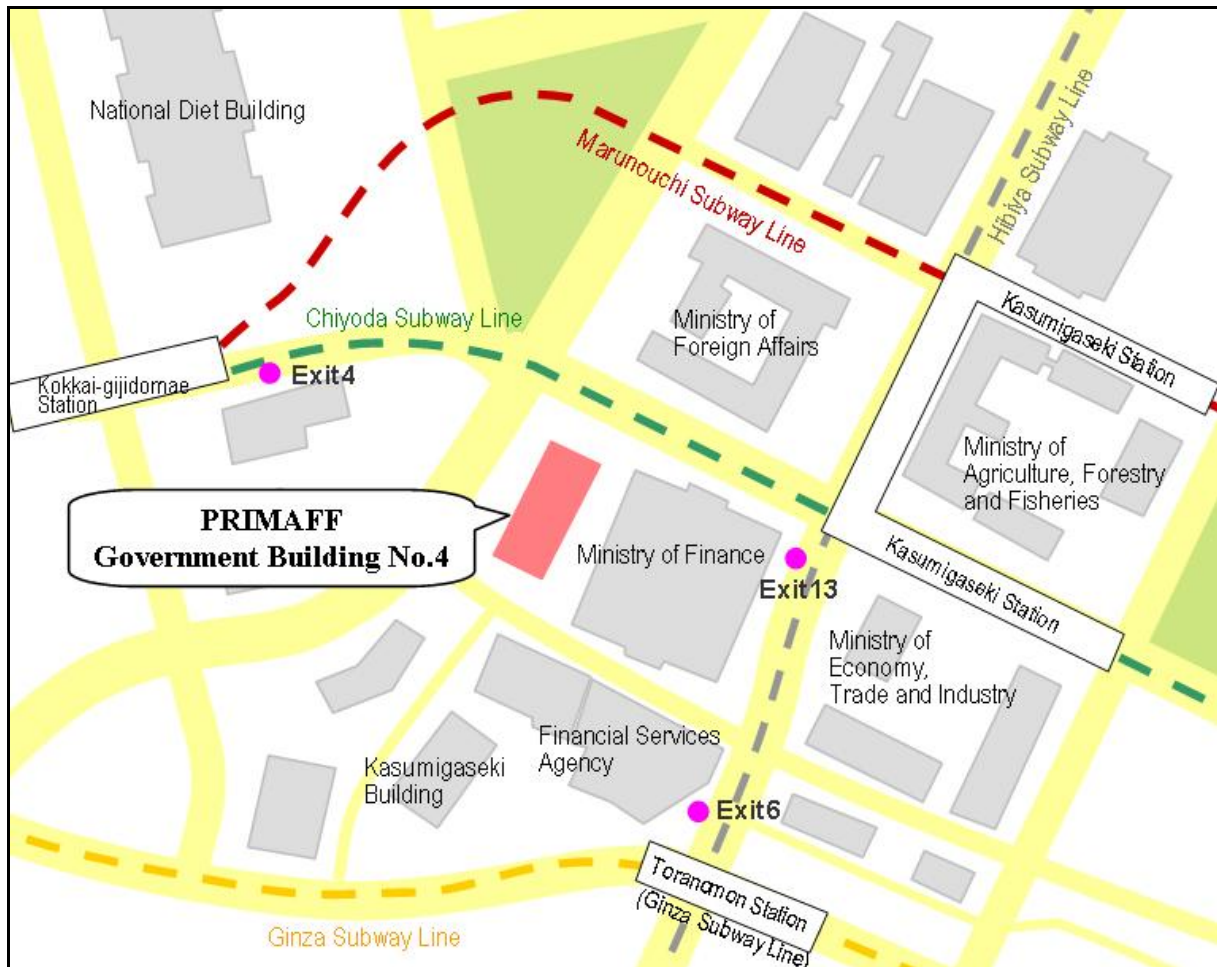 National Diet Building
Marunouchi Subway Line
Hibiya Subway Line
Chiyoda Subway Line
Ministry of
Foreign Affairs
Kasumigaseki Station
Kokkai-gijidomae
Station
Exit4
Ministry of
Agriculture, Forestry
and Fisheries
PRIMAFF
Government Building No.4
Ministry of Finance
Exit13
Kasumigaseki Station
Ministry of
Economy,
Trade and Industry
Financial Services
Agency
Kasumigaseki
Building
Exit6
Toranomon Station
(Ginza Subway Line)
Ginza Subway Line